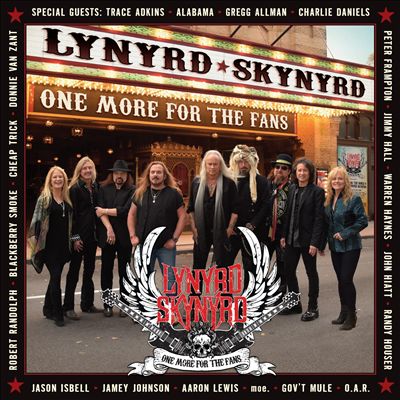 SPECIAL GUESTS: TRACE ADKINS - ALABAMA - GREGG ALLMAN - CHARLIE DANIELS
PETER FRAMPTON - JIMMY HALL - WARREN HAYNES - JOHN HIATT - RANDY HOUSER
ROBERT RANDOLPH - BLACKBERRY SMOKE - CHEAP TRICK - DONNIE VAN ZANT
LYNYRD ★ SKYNYRD
ONE MORE FOR THE FANS
LYNYRD
SKYNYRD
ONE MORE FOR THE FANS
JASON ISBELL - JAMEY JOHNSON - AARON LEWIS - moe. - GOV'T MULE - O.A.R.